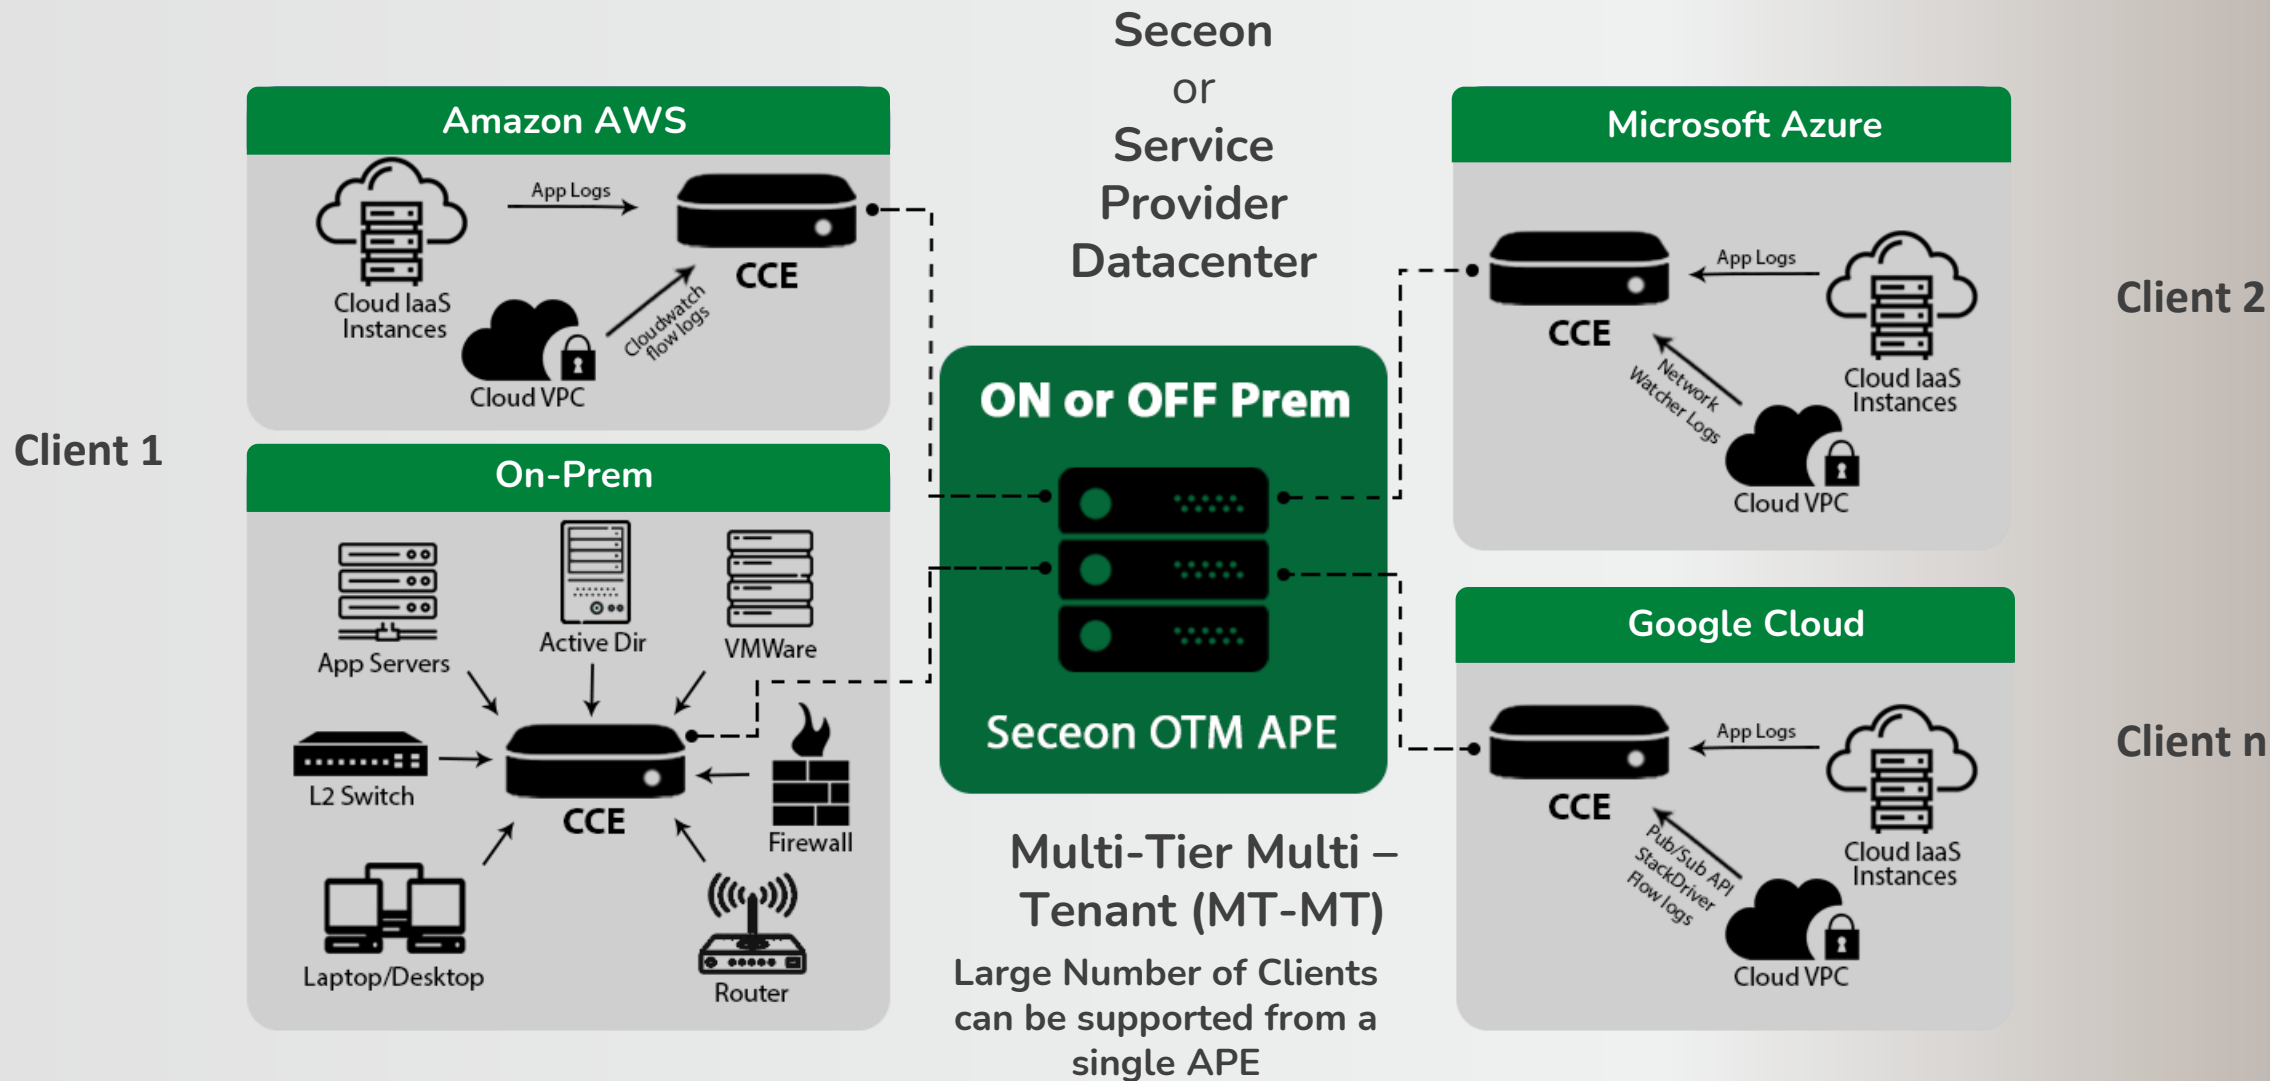 Seceon
or
Service
Provider
Datacenter
Client 1
Amazon AWS
App Logs
CCE
Cloud IaaS
Instances
Cloudwatch
flow logs
Cloud VPC
On-Prem
App Servers
Active Dir
VMWare
L2 Switch
CCE
Firewall
Laptop/Desktop
Router
ON or OFF Prem
Seceon OTM APE
Multi-Tier Multi –
Tenant (MT-MT)
Large Number of Clients
can be supported from a
single APE
Microsoft Azure
App Logs
CCE
Cloud IaaS
Instances
Network
Watcher Logs
Cloud VPC
Client 2
Google Cloud
App Logs
CCE
Cloud IaaS
Instances
Pub/Sub API
StackDriver
Flow logs
Cloud VPC
Client n